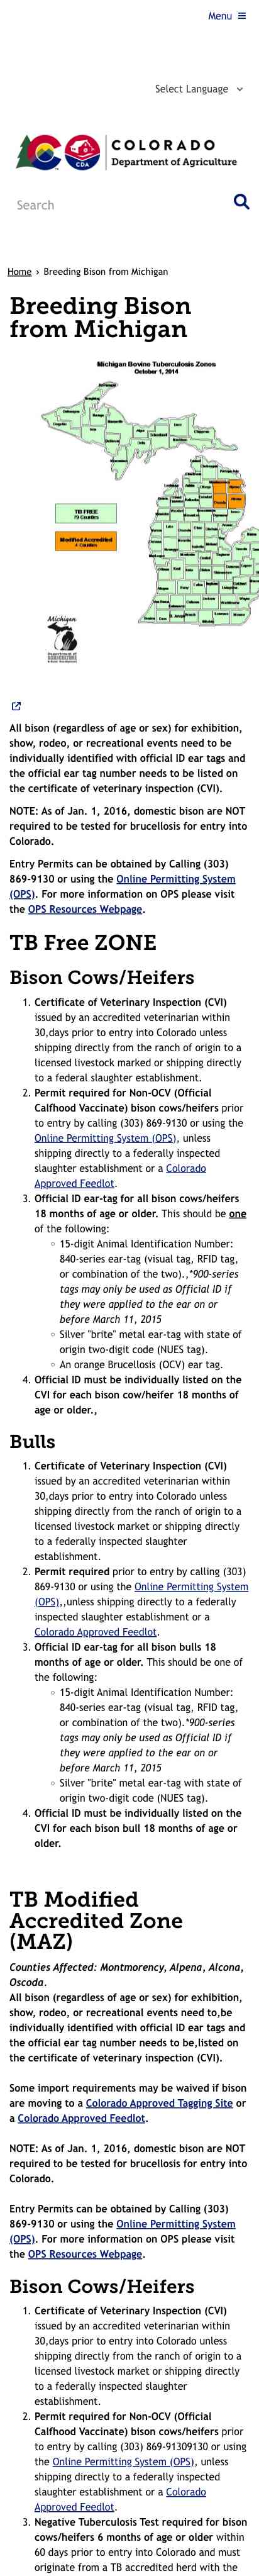 Menu
Select Language
COLORADO
Department of Agriculture
CDA
Search
Home › Breeding Bison from Michigan
Breeding Bison
from Michigan
Michigan Bovine Tuberculosis Zones
October 1, 2014
TB FREE
79 Counties
Modified Accredited
4 Counties
Michigan
All bison (regardless of age or sex) for exhibition,
show, rodeo, or recreational events need to be
individually identified with official ID ear tags and
the official ear tag number needs to be listed on
the certificate of veterinary inspection (CVI).
NOTE: As of Jan. 1, 2016, domestic bison are NOT
required to be tested for brucellosis for entry into
Colorado.
Entry Permits can be obtained by Calling (303)
869-9130 or using the Online Permitting System
(OPS). For more information on OPS please visit
the OPS Resources Webpage.
TB Free ZONE
Bison Cows/Heifers
1. Certificate of Veterinary Inspection (CVI)
issued by an accredited veterinarian within
30,days prior to entry into Colorado unless
shipping directly from the ranch of origin to a
licensed livestock marked or shipping directly
to a federal slaughter establishment.
2. Permit required for Non-OCV (Official
Calfhood Vaccinate) bison cows/heifers prior
to entry by calling (303) 869-9130 or using the
Online Permitting System (OPS), unless
shipping directly to a federally inspected
slaughter establishment or a Colorado
Approved Feedlot.
3. Official ID ear-tag for all bison cows/heifers
18 months of age or older. This should be one
of the following:
◦ 15-digit Animal Identification Number:
840-series ear-tag (visual tag, RFID tag,
or combination of the two).,*900-series
tags may only be used as Official ID if
they were applied to the ear on or
before March 11, 2015
◦ Silver "brite" metal ear-tag with state of
origin two-digit code (NUES tag).
◦ An orange Brucellosis (OCV) ear tag.
4. Official ID must be individually listed on the
CVI for each bison cow/heifer 18 months of
age or older.,
Bulls
1. Certificate of Veterinary Inspection (CVI)
issued by an accredited veterinarian within
30,days prior to entry into Colorado unless
shipping directly from the ranch of origin to a
licensed livestock market or shipping directly
to a federally inspected slaughter
establishment.
2. Permit required prior to entry by calling (303)
869-9130 or using the Online Permitting System
(OPS),,unless shipping directly to a federally
inspected slaughter establishment or a
Colorado Approved Feedlot.
3. Official ID ear-tag for all bison bulls 18
months of age or older. This should be one of
the following:
◦ 15-digit Animal Identification Number:
840-series ear-tag (visual tag, RFID tag,
or combination of the two).*900-series
tags may only be used as Official ID if
they were applied to the ear on or
before March 11, 2015
◦ Silver "brite" metal ear-tag with state of
origin two-digit code (NUES tag).
4. Official ID must be individually listed on the
CVI for each bison bull 18 months of age or
older.
TB Modified
Accredited Zone
(MAZ)
Counties Affected: Montmorency, Alpena, Alcona,
Oscoda.
All bison (regardless of age or sex) for exhibition,
show, rodeo, or recreational events need to,be
individually identified with official ID ear tags and
the official ear tag number needs to be,listed on
the certificate of veterinary inspection (CVI).
Some import requirements may be waived if bison
are moving to a Colorado Approved Tagging Site or
a Colorado Approved Feedlot.
NOTE: As of Jan. 1, 2016, domestic bison are NOT
required to be tested for brucellosis for entry into
Colorado.
Entry Permits can be obtained by Calling (303)
869-9130 or using the Online Permitting System
(OPS). For more information on OPS please visit
the OPS Resources Webpage.
Bison Cows/Heifers
1. Certificate of Veterinary Inspection (CVI)
issued by an accredited veterinarian within
30,days prior to entry into Colorado unless
shipping directly from the ranch of origin to a
licensed livestock market or shipping directly
to a federally inspected slaughter
establishment.
2. Permit required for Non-OCV (Official
Calfhood Vaccinate) bison cows/heifers prior
to entry by calling (303) 869-91309130 or using
the Online Permitting System (OPS), unless
shipping directly to a federally inspected
slaughter establishment or a Colorado
Approved Feedlot.
3. Negative Tuberculosis Test required for bison
cows/heifers 6 months of age or older within
60 days prior to entry into Colorado and must
originate from a TB accredited herd with the